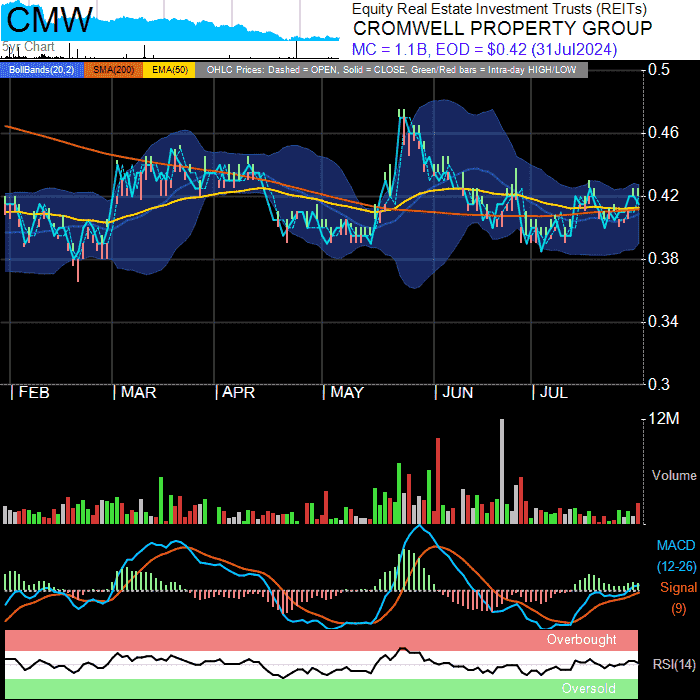 CMW
5yr Chart
Equity Real Estate Investment Trusts (REITs)
CROMWELL PROPERTY GROUP
MC = 1.1B, EOD = $0.42 (31Jul2024)
BollBands(20,2) SMA(200) EMA(50) OHLC Prices: Dashed = OPEN, Solid = CLOSE, Green/Red bars = Intra-day HIGH/LOW
0.5
0.46
0.42
0.38
0.34
0.3
FEB MAR APR MAY JUN JUL
12M
Volume
MACD
(12-26)
Signal
(9)
Overbought
RSI(14)
Oversold